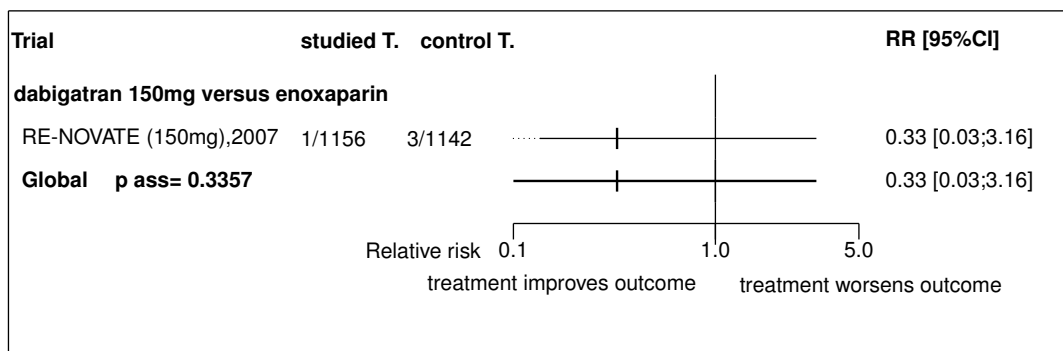 Trial studied T. control T. RR [95%CI]
dabigatran 150mg versus enoxaparin
RE-NOVATE (150mg),2007 1/1156 3/1142 0.33 [0.03;3.16]
Global p ass= 0.3357 0.33 [0.03;3.16]
Relative risk 0.1 1.0 5.0
treatment improves outcome treatment worsens outcome